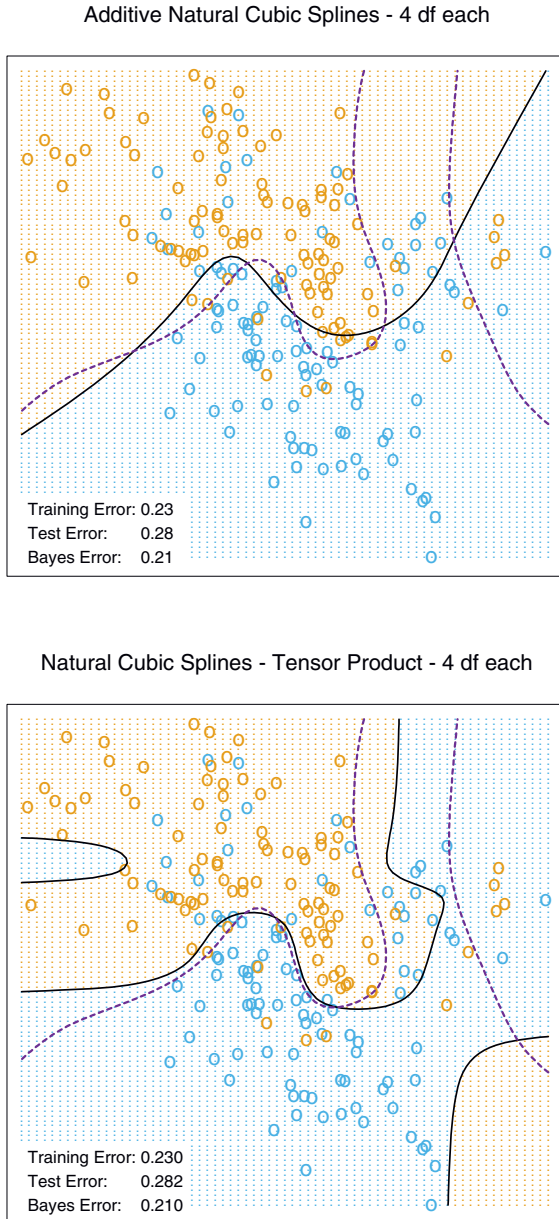 Additive Natural Cubic Splines - 4 df each
Training Error: 0.23
Test Error: 0.28
Bayes Error: 0.21
Natural Cubic Splines - Tensor Product - 4 df each
Training Error: 0.230
Test Error: 0.282
Bayes Error: 0.210